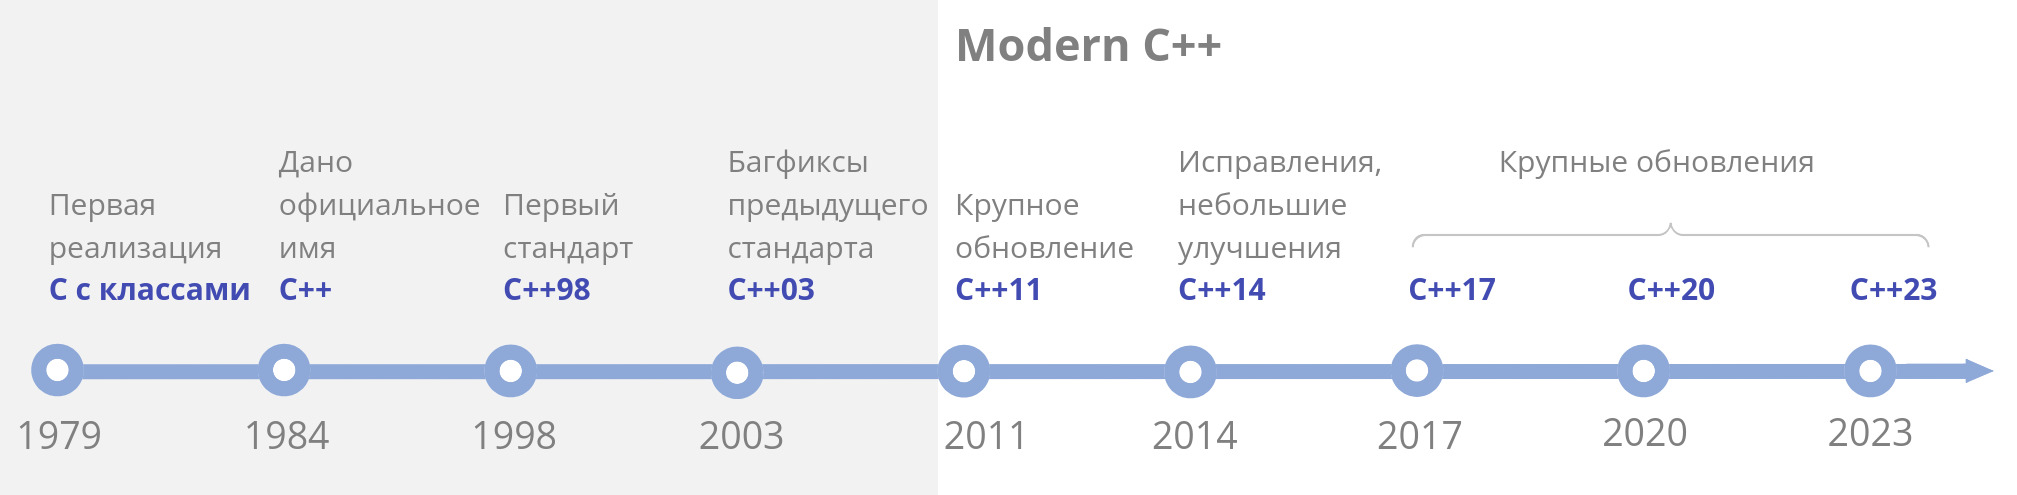 Modern C++
Первая
реализация
С с классами
Дано
официальное
имя
C++
Первый
стандарт
C++98
Багфиксы
предыдущего
стандарта
C++03
Крупное
обновление
C++11
Исправления,
небольшие
улучшения
C++14
Крупные обновления
C++17
C++20
C++23
1979
1984
1998
2003
2011
2014
2017
2020
2023